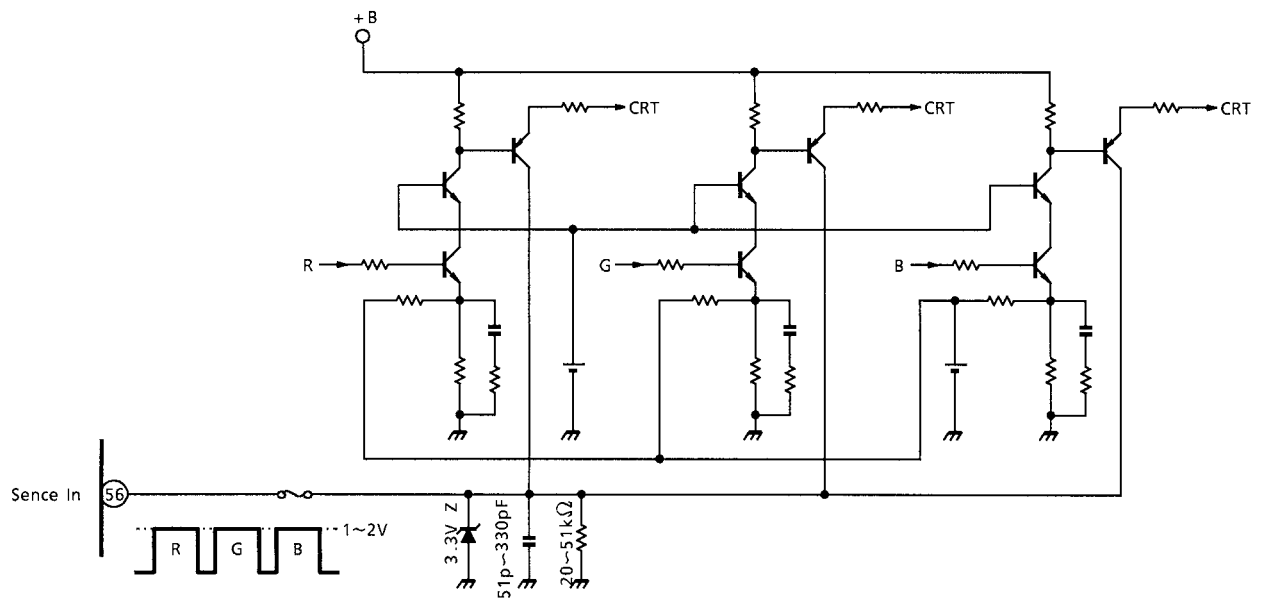 +B
CRT
CRT
CRT
R
G
B
Sence In
56
1~2V
R
G
B
3.3V Z
51p~330pF
20~51kΩ